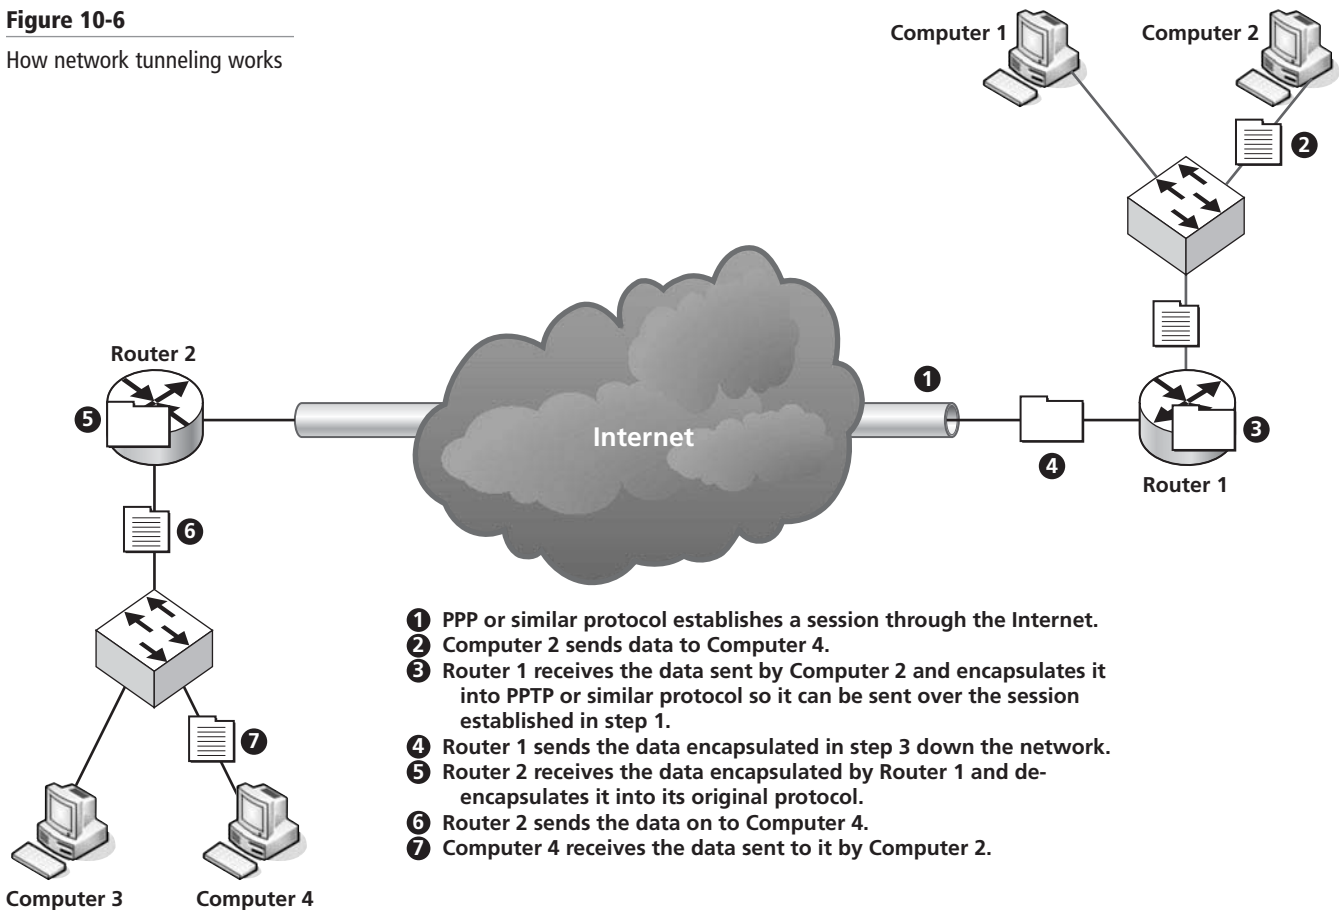 Figure 10-6
How network tunneling works
Computer 1
Computer 2
2
Router 2
1
5
Internet
3
4
Router 1
6
7
1 PPP or similar protocol establishes a session through the Internet.
2 Computer 2 sends data to Computer 4.
3 Router 1 receives the data sent by Computer 2 and encapsulates it
into PPTP or similar protocol so it can be sent over the session
established in step 1.
4 Router 1 sends the data encapsulated in step 3 down the network.
5 Router 2 receives the data encapsulated by Router 1 and de-
encapsulates it into its original protocol.
6 Router 2 sends the data on to Computer 4.
7 Computer 4 receives the data sent to it by Computer 2.
Computer 3
Computer 4